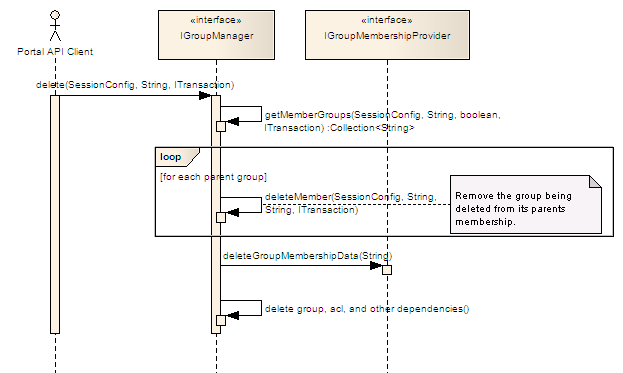 «interface»
IGroupManager
«interface»
IGroupMembershipProvider
Portal API Client
delete(SessionConfig, String, ITransaction)
getMemberGroups(SessionConfig, String, boolean,
ITransaction) :Collection<String>
loop
[for each parent group]
deleteMember(SessionConfig, String,
String, ITransaction)
Remove the group being
deleted from its parents
membership.
deleteGroupMembershipData(String)
delete group, acl, and other dependencies()